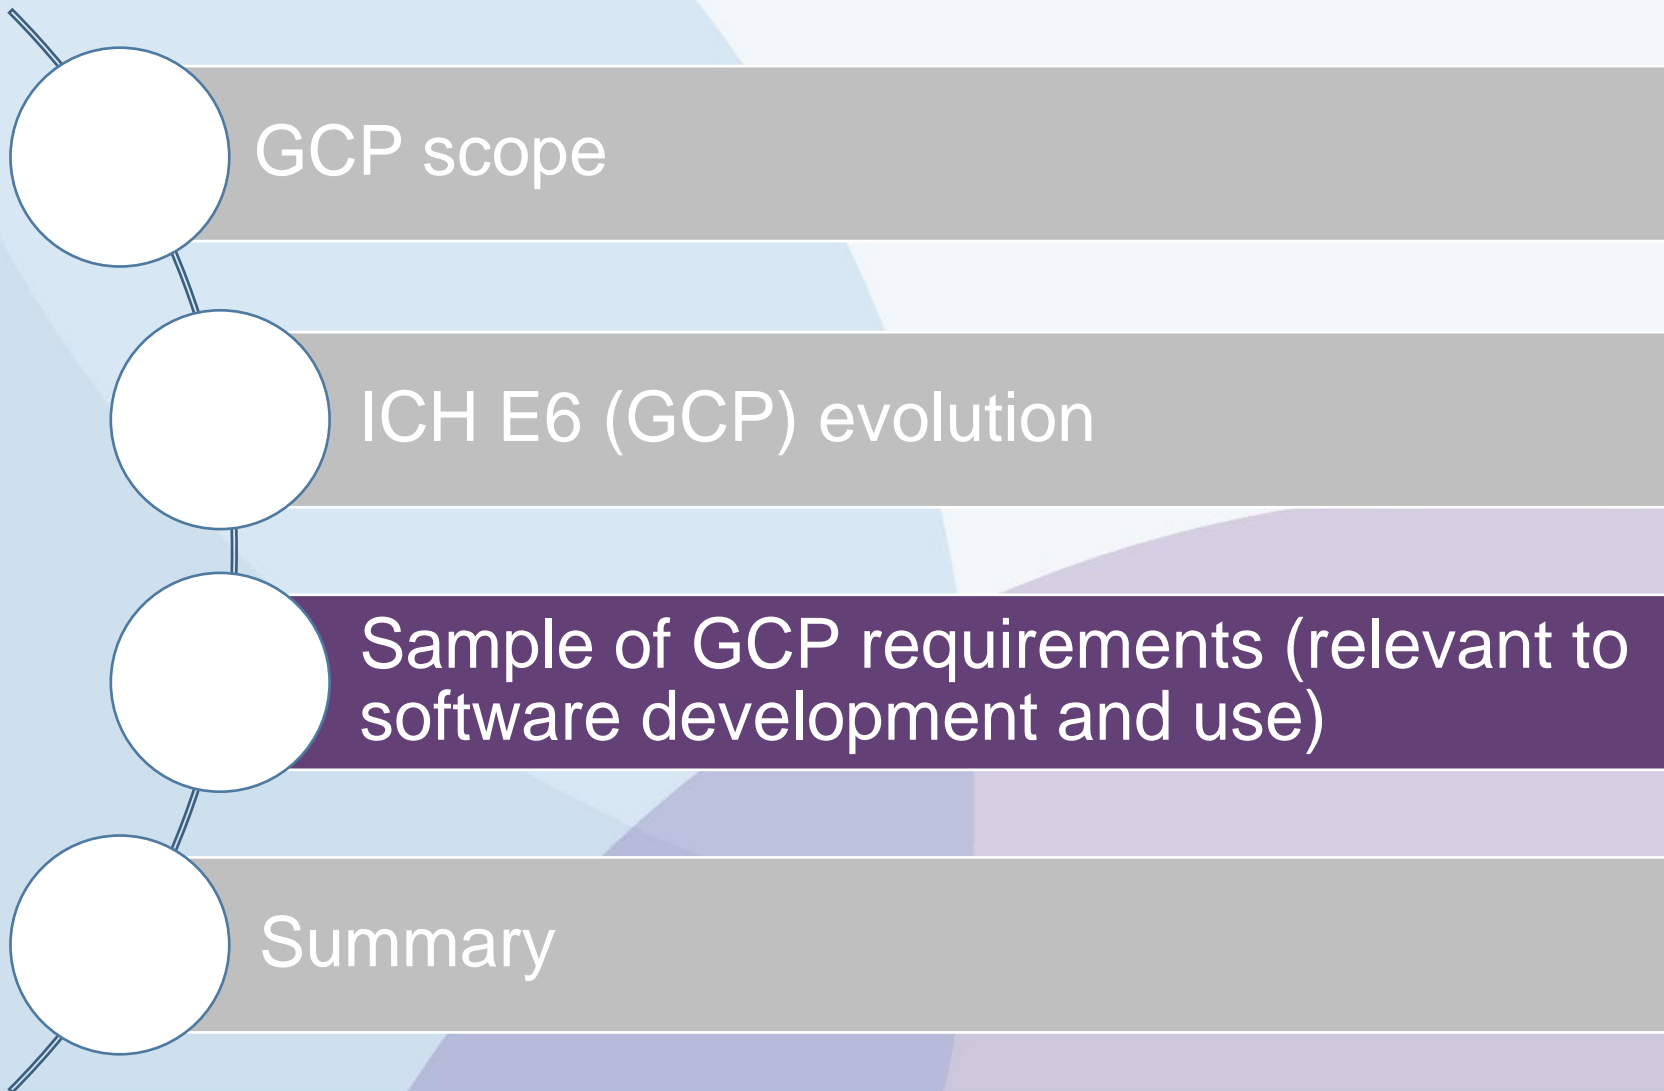 GCP scope
ICH E6 (GCP) evolution
Sample of GCP requirements (relevant to
software development and use)
Summary